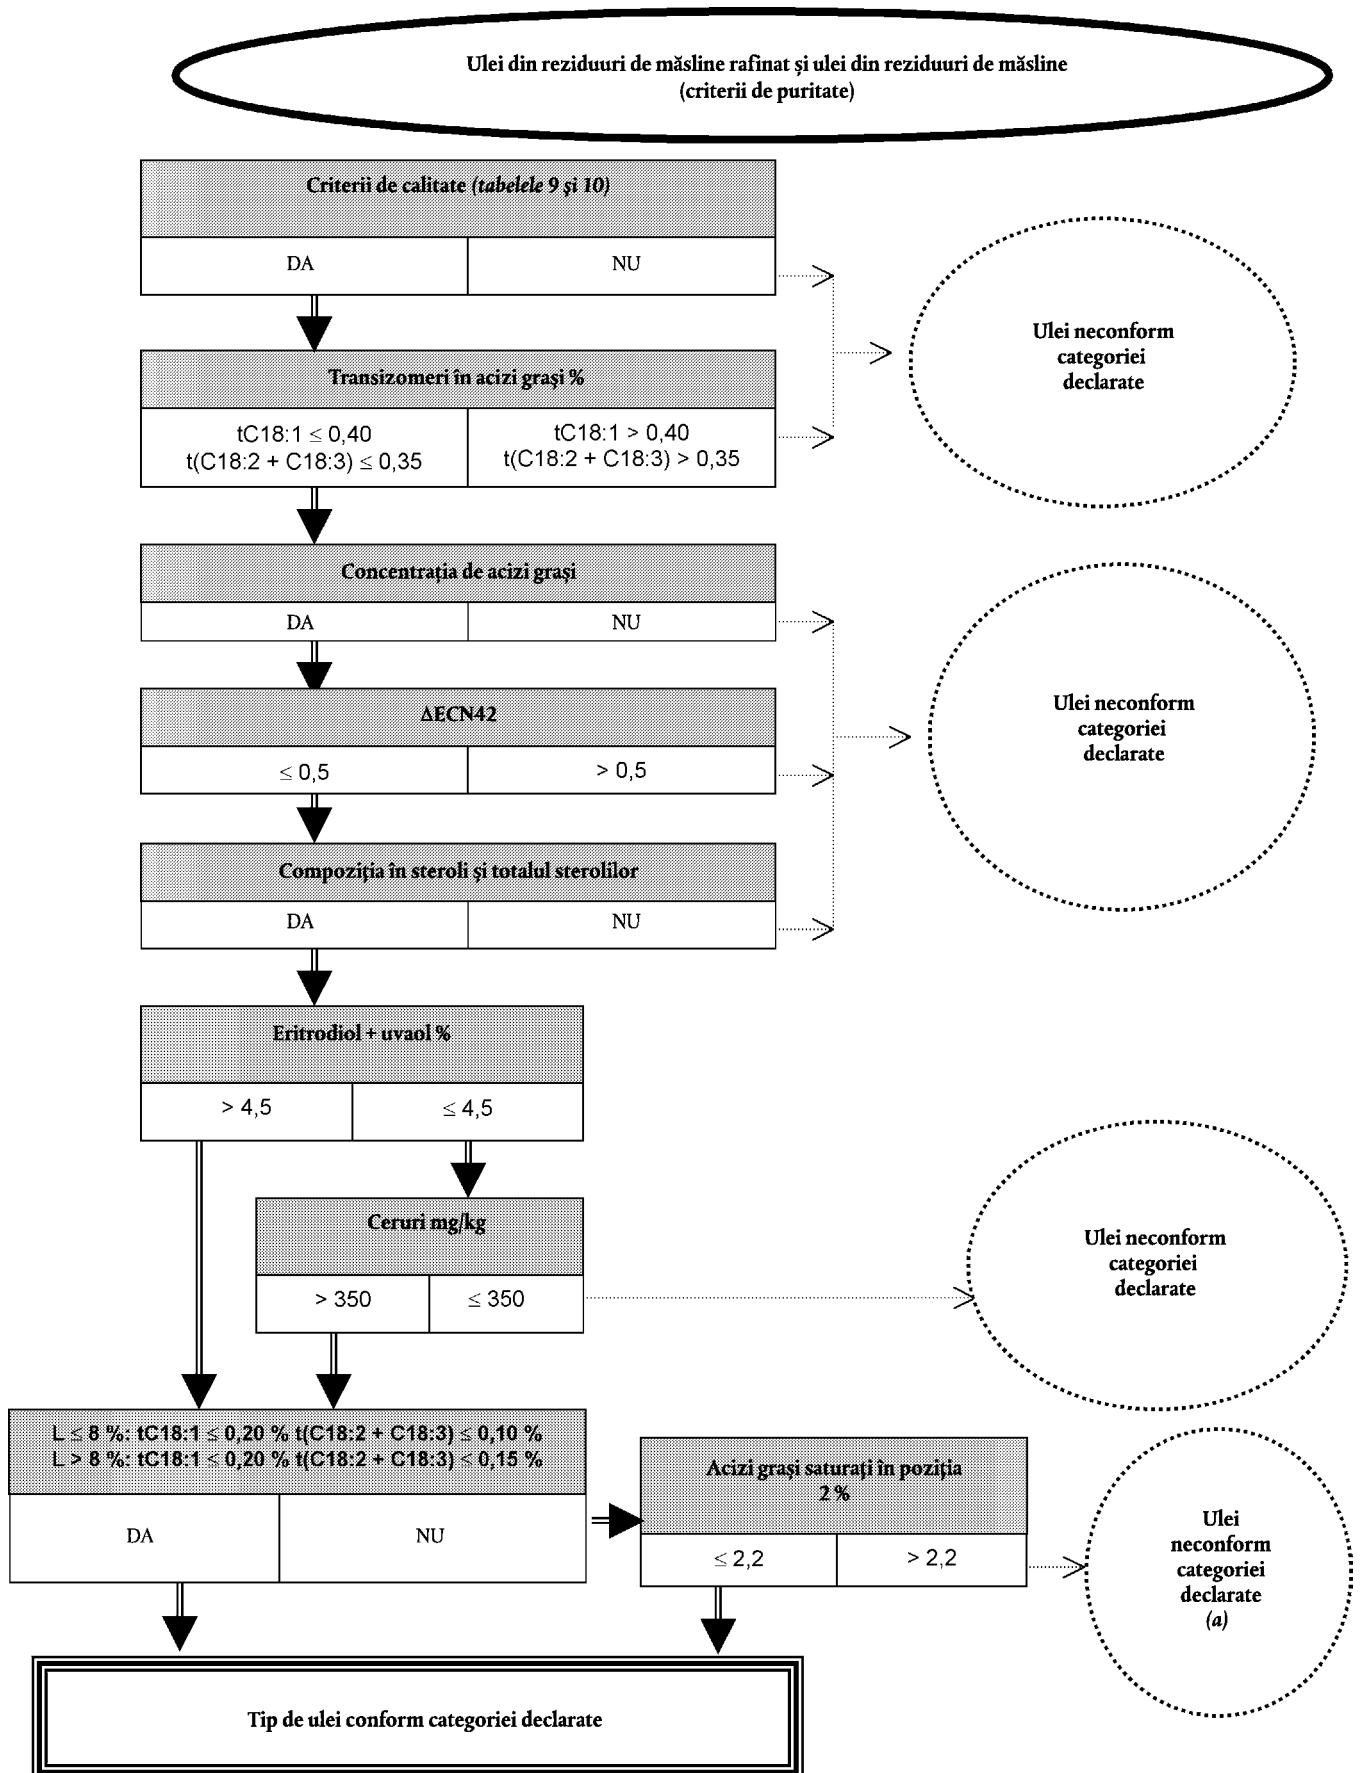 Ulei din reziduuri de măsline rafinat și ulei din reziduuri de măsline
(criterii de puritate)
Criterii de calitate (tabelele 9 și 10)
DA
NU
Ulei neconform
categoriei
declarate
Transizomeri în acizi grași %
tC18:1 ≤ 0,40
t(C18:2 + C18:3) ≤ 0,35
tC18:1 > 0,40
t(C18:2 + C18:3) > 0,35
Concentrația de acizi grași
DA
NU
ΔECN42
≤ 0,5
> 0,5
Ulei neconform
categoriei
declarate
Compoziția în steroli și totalul sterolilor
DA
NU
Eritrodiol + uvaol %
> 4,5
≤ 4,5
Ceruri mg/kg
> 350
≤ 350
Ulei neconform
categoriei
declarate
L ≤ 8 %: tC18:1 ≤ 0,20 % t(C18:2 + C18:3) ≤ 0,10 %
L > 8 %: tC18:1 ≤ 0,20 % t(C18:2 + C18:3) ≤ 0,15 %
DA
NU
Acizi grași saturați în poziția
2 %
≤ 2,2
> 2,2
Ulei
neconform
categoriei
declarate
(a)
Tip de ulei conform categoriei declarate